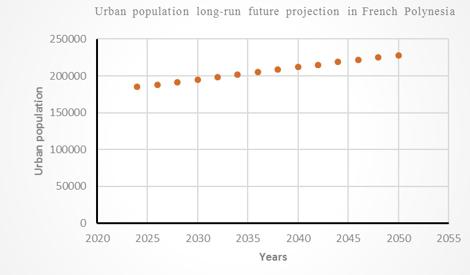 Urban population long-run future projection in French Polynesia
250000
200000
150000
100000
50000
0
Urban population
2020 2025 2030 2035 2040 2045 2050 2055
Years